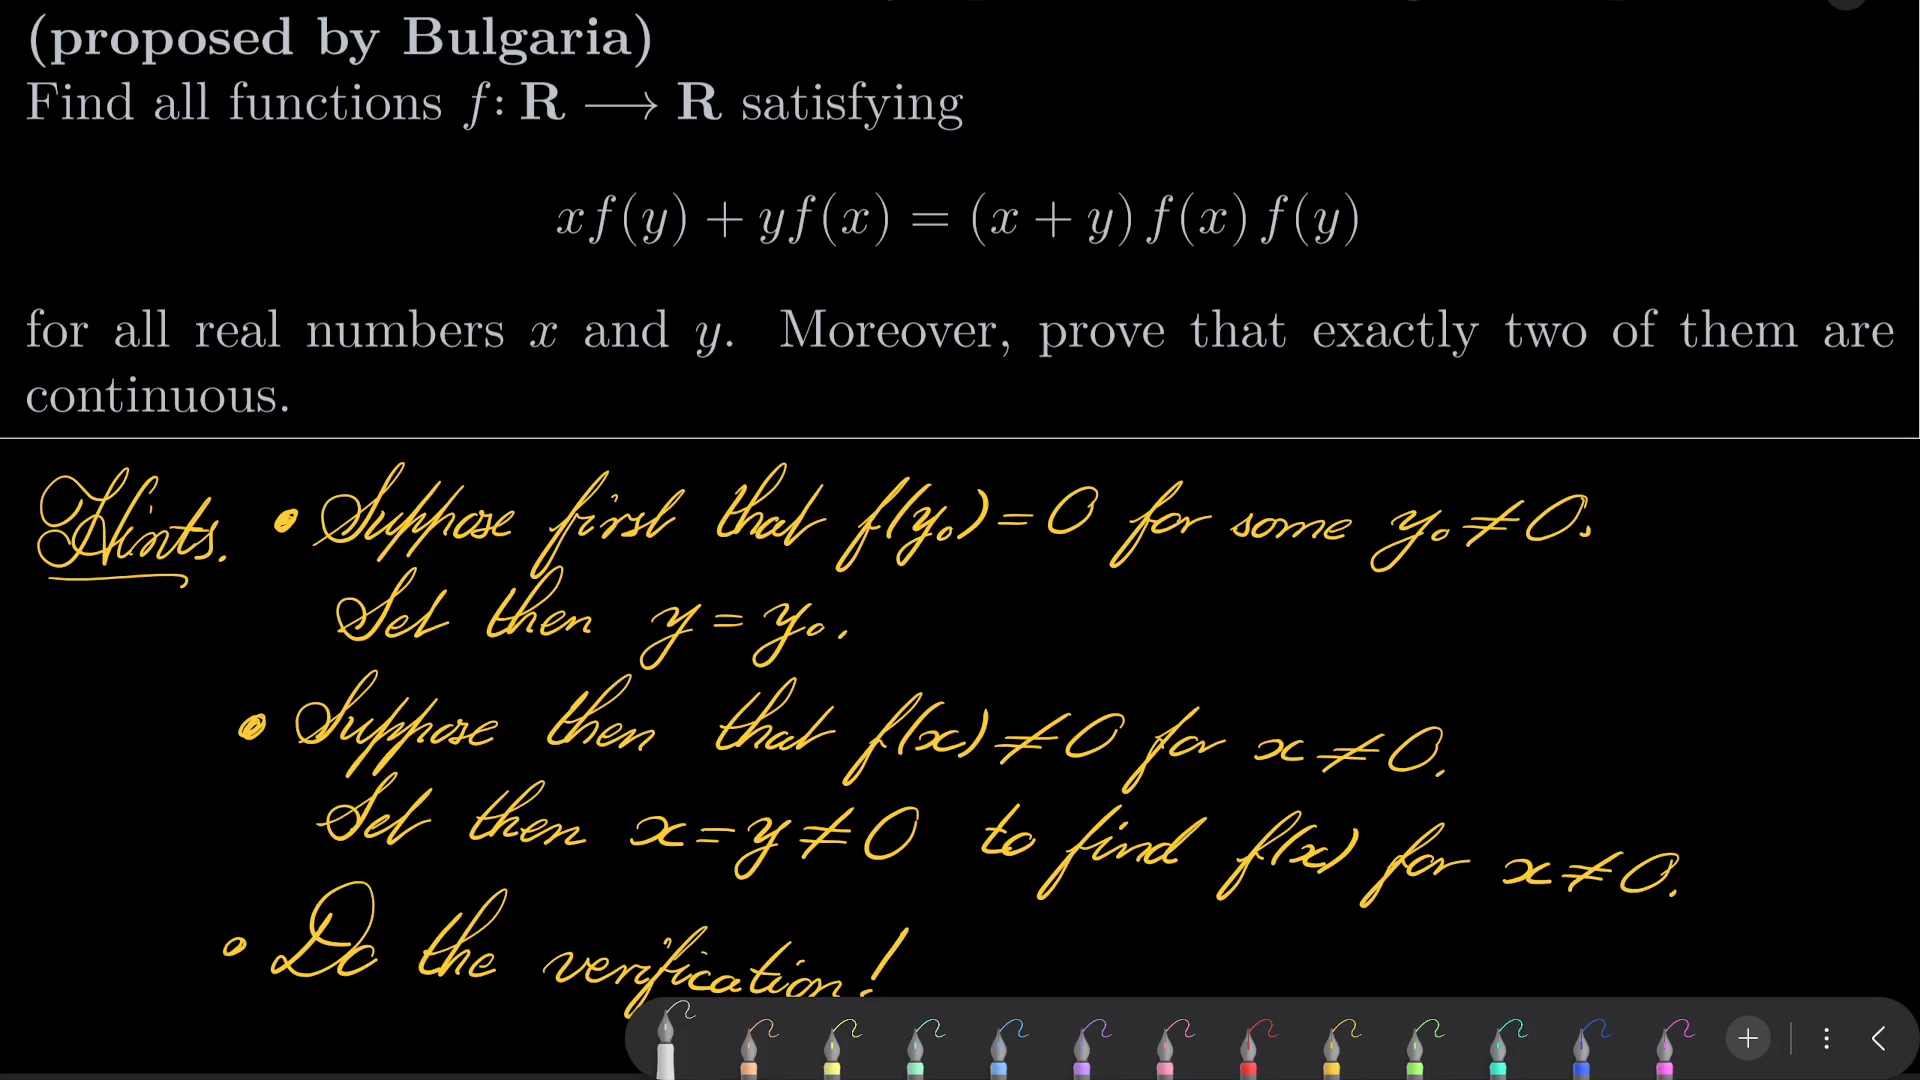 (proposed by Bulgaria)
Find all functions f: R ⟶ R satisfying
xf(y) + yf(x) = (x + y) f(x) f(y)
for all real numbers x and y. Moreover, prove that exactly two of them are
continuous.
Hints. • Suppose first that f(y₀) = 0 for some y₀ ≠ 0.
Set then y = y₀.
• Suppose then that f(x) ≠ 0 for x ≠ 0.
Set then x = y ≠ 0 to find f(x) for x ≠ 0.
• Do the verification!